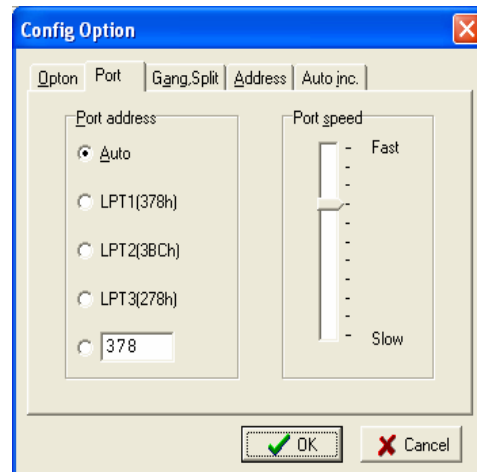 Config Option
Opton Port Gang,Split Address Auto inc.
Port address
Auto
LPT1(378h)
LPT2(3BCh)
LPT3(278h)
378
Port speed
Fast
Slow
OK Cancel